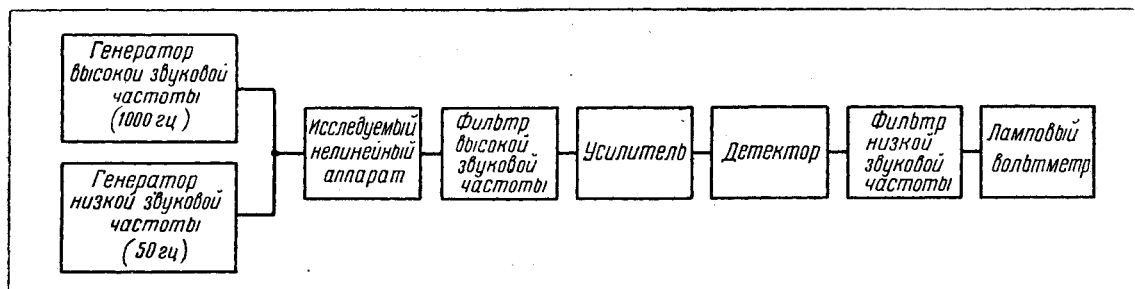 Генератор
высокои звуковой
частоты
(1000 гц)
Генератор
низкой звуковой
частоты
(50 гц)
Исследуемый
нелинейный
аппарат
Фильтр
высокой
звуковой
частоты
Усилитель
Детектор
Фильтр
низкой
звуковой
частоты
Ламповый
вольтметр